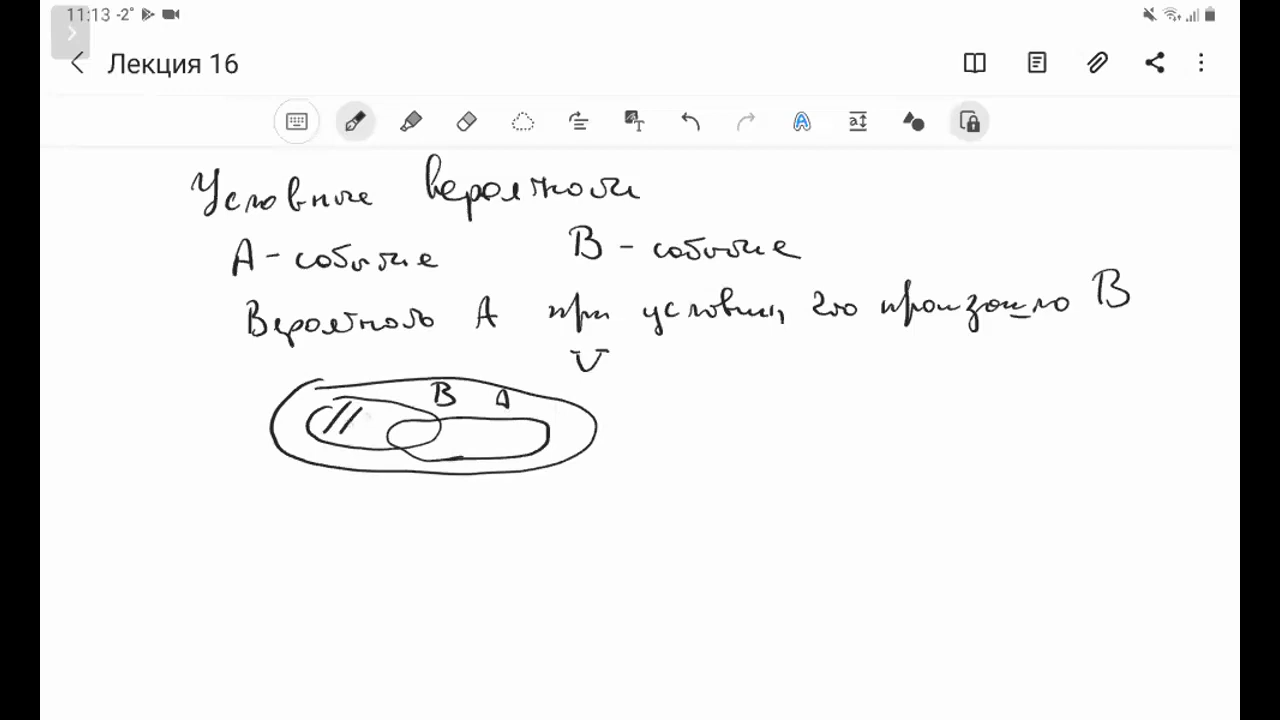 11:13 -2°
Лекция 16
Условные вероятности
A - событие B - событие
Вероятность A при условии, что произошло B
U
B A